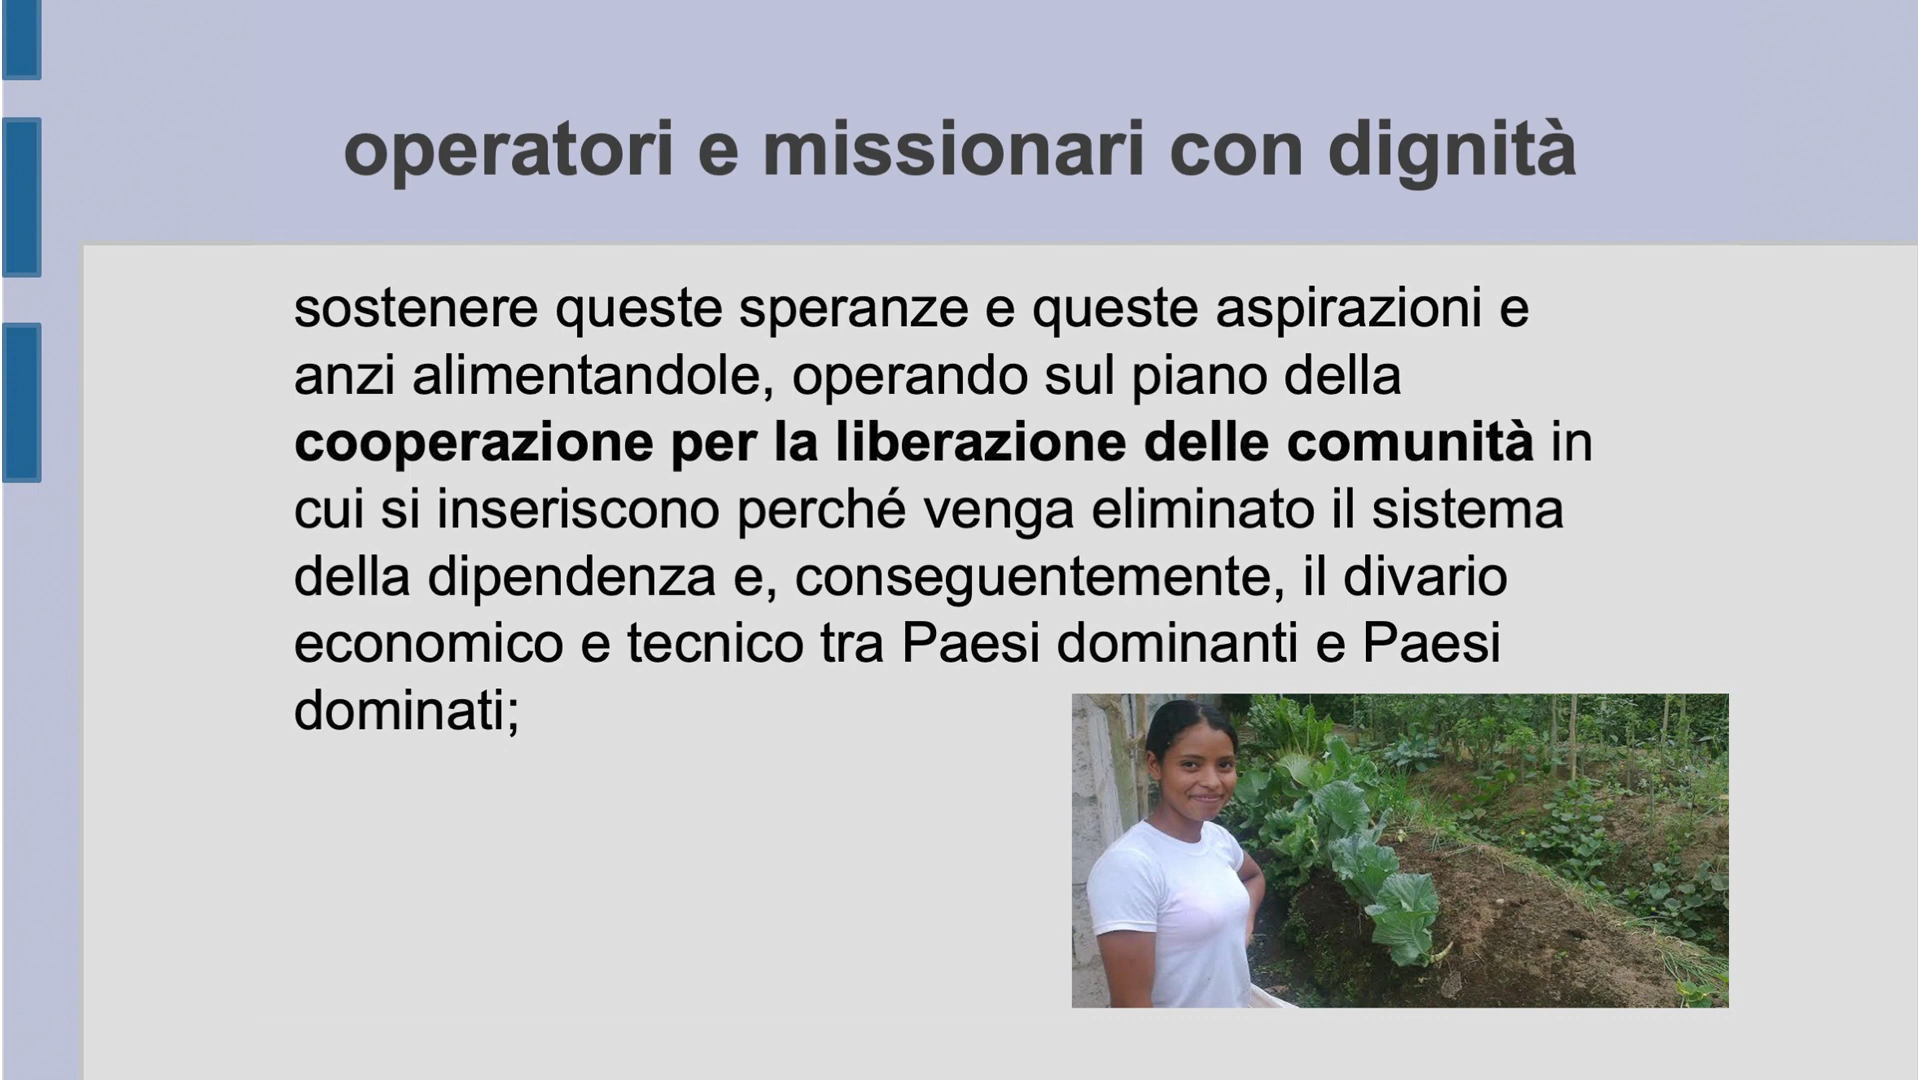 operatori e missionari con dignità
sostenere queste speranze e queste aspirazioni e
anzi alimentandole, operando sul piano della
cooperazione per la liberazione delle comunità in
cui si inseriscono perché venga eliminato il sistema
della dipendenza e, conseguentemente, il divario
economico e tecnico tra Paesi dominanti e Paesi
dominati;